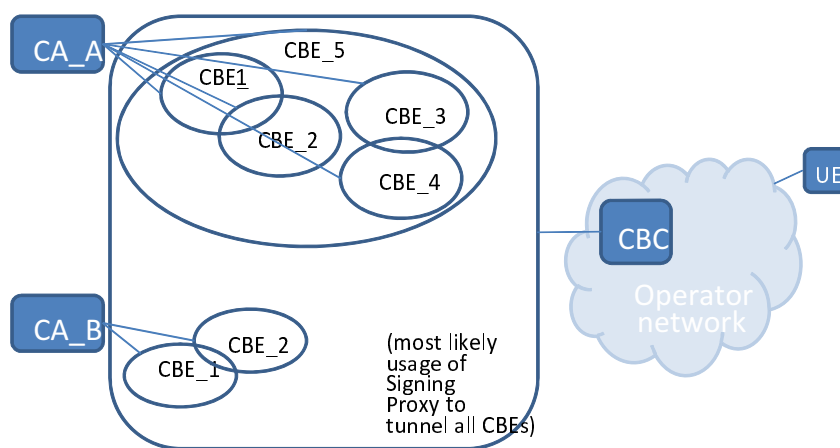 CA_A
CBE_5
CBE1
CBE_2
CBE_3
CBE_4
UE
CBC
Operator
network
CA_B
CBE_2
CBE_1
(most likely
usage of
Signing
Proxy to
tunnel all CBEs)